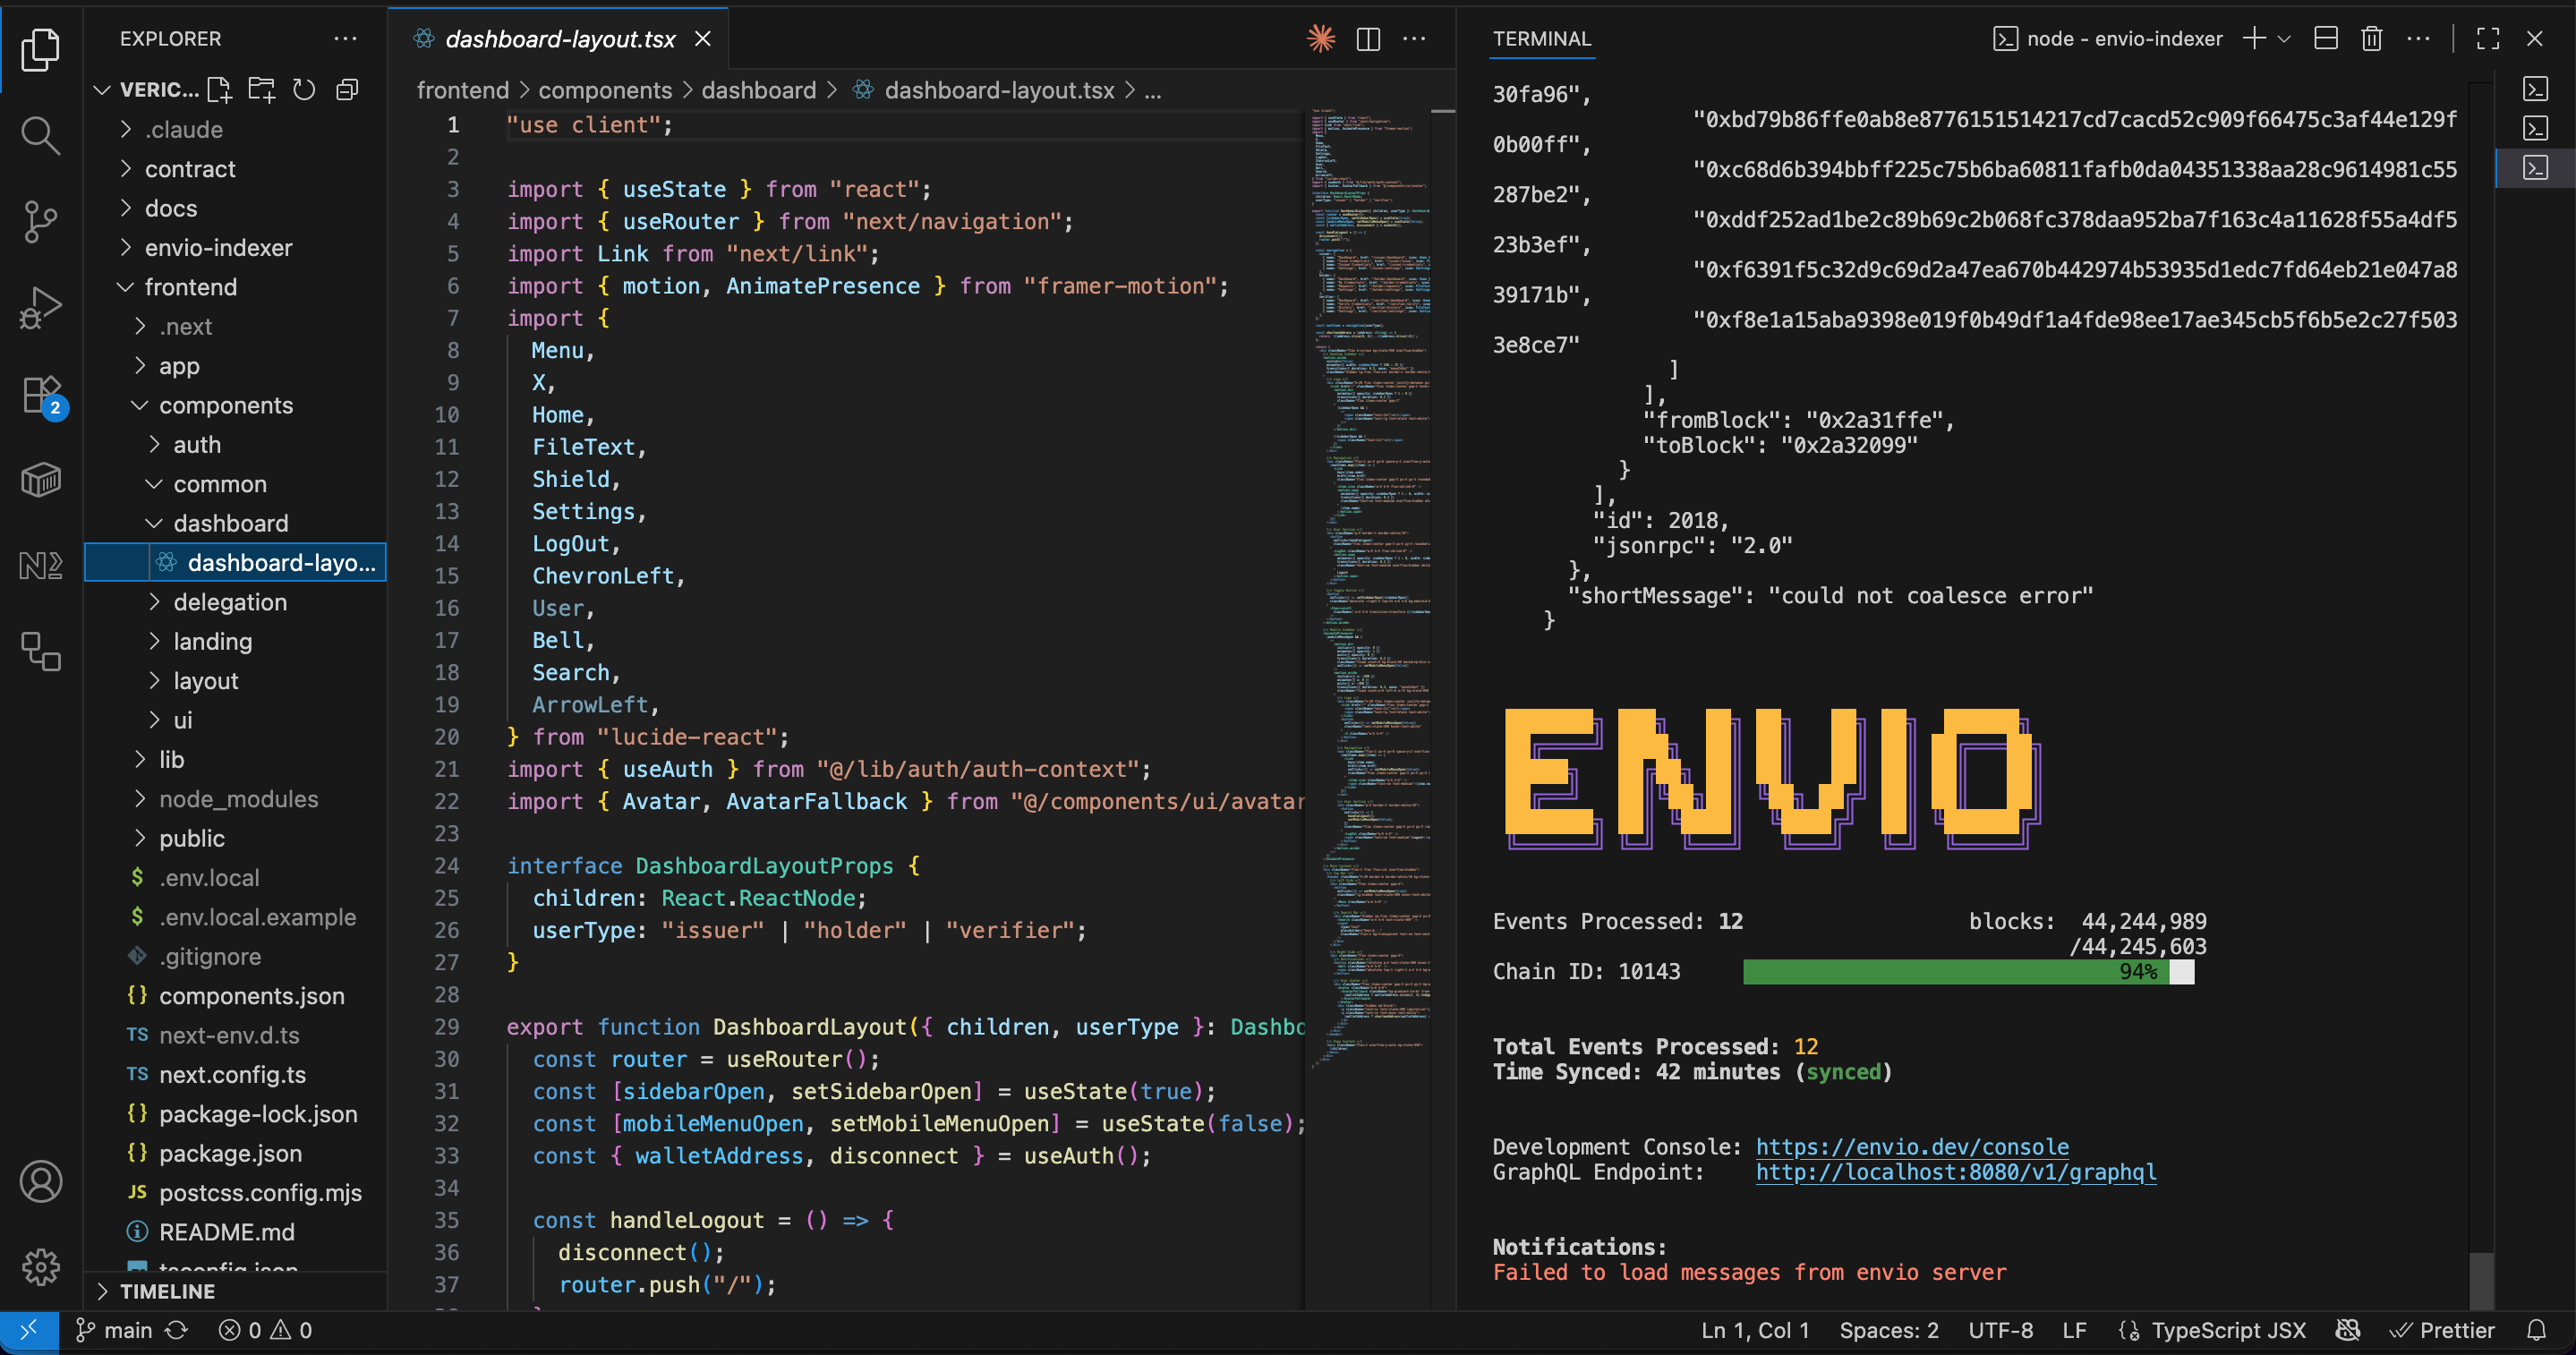 EXPLORER
VERIC...
.claude
contract
docs
envio-indexer
frontend
.next
app
components
auth
common
dashboard
dashboard-layo...
delegation
landing
layout
ui
lib
node_modules
public
$ .env.local
$ .env.local.example
.gitignore
{} components.json
TS next-env.d.ts
TS next.config.ts
{} package-lock.json
{} package.json
JS postcss.config.mjs
README.md
tsconfig.json
TIMELINE
2
dashboard-layout.tsx
frontend > components > dashboard > dashboard-layout.tsx > ...
1 "use client";
2
3 import { useState } from "react";
4 import { useRouter } from "next/navigation";
5 import Link from "next/link";
6 import { motion, AnimatePresence } from "framer-motion";
7 import {
8 Menu,
9 X,
10 Home,
11 FileText,
12 Shield,
13 Settings,
14 LogOut,
15 ChevronLeft,
16 User,
17 Bell,
18 Search,
19 ArrowLeft,
20 } from "lucide-react";
21 import { useAuth } from "@/lib/auth/auth-context";
22 import { Avatar, AvatarFallback } from "@/components/ui/avatar
23
24 interface DashboardLayoutProps {
25 children: React.ReactNode;
26 userType: "issuer" | "holder" | "verifier";
27 }
28
29 export function DashboardLayout({ children, userType }: Dashbo
30 const router = useRouter();
31 const [sidebarOpen, setSidebarOpen] = useState(true);
32 const [mobileMenuOpen, setMobileMenuOpen] = useState(false);
33 const { walletAddress, disconnect } = useAuth();
34
35 const handleLogout = () => {
36 disconnect();
37 router.push("/");
TERMINAL
node - envio-indexer
30fa96",
"0xbd79b86ffe0ab8e8776151514217cd7cacd52c909f66475c3af44e129f
0b00ff",
"0xc68d6b394bbff225c75b6ba60811fafb0da04351338aa28c9614981c55
287be2",
"0xddf252ad1be2c89b69c2b068fc378daa952ba7f163c4a11628f55a4df5
23b3ef",
"0xf6391f5c32d9c69d2a47ea670b442974b53935d1edc7fd64eb21e047a8
39171b",
"0xf8e1a15aba9398e019f0b49df1a4fde98ee17ae345cb5f6b5e2c27f503
3e8ce7"
]
],
"fromBlock": "0x2a31ffe",
"toBlock": "0x2a32099"
}
],
"id": 2018,
"jsonrpc": "2.0"
},
"shortMessage": "could not coalesce error"
}
ENVIO
Events Processed: 12 blocks: 44,244,989
/44,245,603
Chain ID: 10143 94%
Total Events Processed: 12
Time Synced: 42 minutes (synced)
Development Console: https://envio.dev/console
GraphQL Endpoint: http://localhost:8080/v1/graphql
Notifications:
Failed to load messages from envio server
main 0 0
Ln 1, Col 1 Spaces: 2 UTF-8 LF TypeScript JSX Prettier